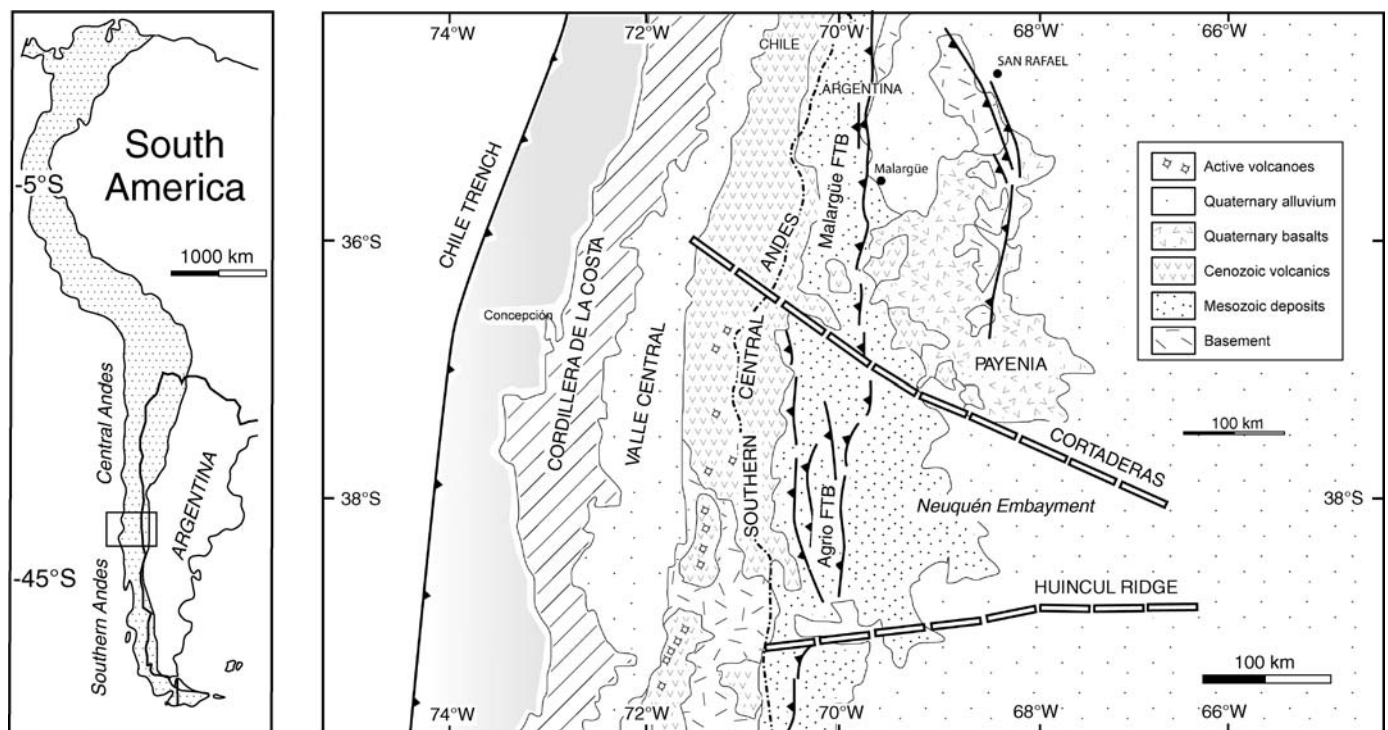 South
America
-5°S
1000 km
Central Andes
ARGENTINA
-45°S
Southern Andes
74°W
72°W
70°W
68°W
66°W
CHILE
ARGENTINA
SAN RAFAEL
CHILE TRENCH
Malargüe FTB
Malargüe
36°S
Concepción
CORDILLERA DE LA COSTA
VALLE CENTRAL
SOUTHERN CENTRAL ANDES
PAYENIA
Active volcanoes
Quaternary alluvium
Quaternary basalts
Cenozoic volcanics
Mesozoic deposits
Basement
100 km
CORTADERAS
38°S
Agrio FTB
Neuquén Embayment
38°S
HUINCUL RIDGE
100 km
74°W
72°W
70°W
68°W
66°W